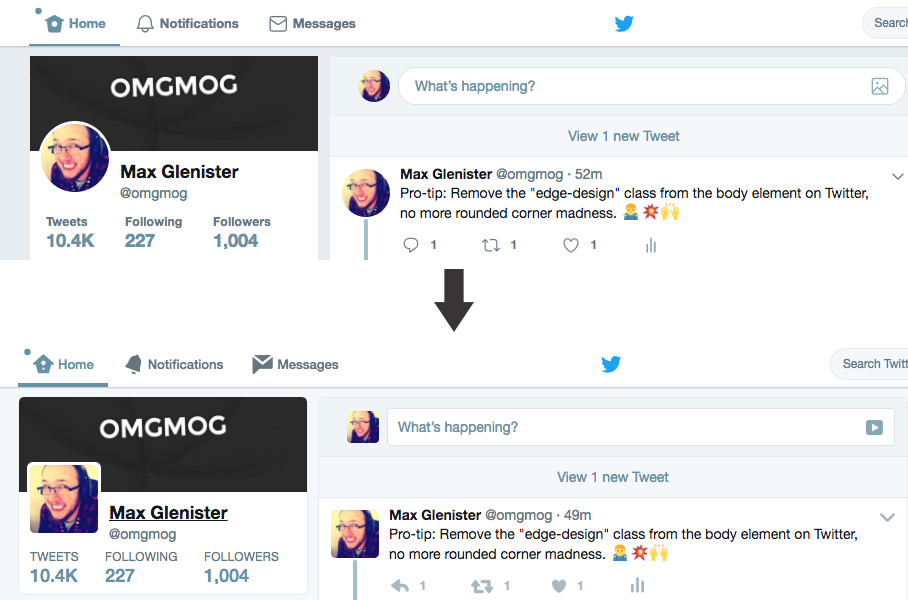 Home Notifications Messages
OMGMOG
Max Glenister
@omgmog
Tweets Following Followers
10.4K 227 1,004
What's happening?
View 1 new Tweet
Max Glenister @omgmog · 52m
Pro-tip: Remove the "edge-design" class from the body element on Twitter,
no more rounded corner madness. 🤷‍♂️💥🙌
1 1 1
Home Notifications Messages Search Twitt
OMGMOG
Max Glenister
@omgmog
TWEETS FOLLOWING FOLLOWERS
10.4K 227 1,004
What's happening?
View 1 new Tweet
Max Glenister @omgmog · 49m
Pro-tip: Remove the "edge-design" class from the body element on Twitter,
no more rounded corner madness. 🤷‍♂️💥🙌
1 1 1